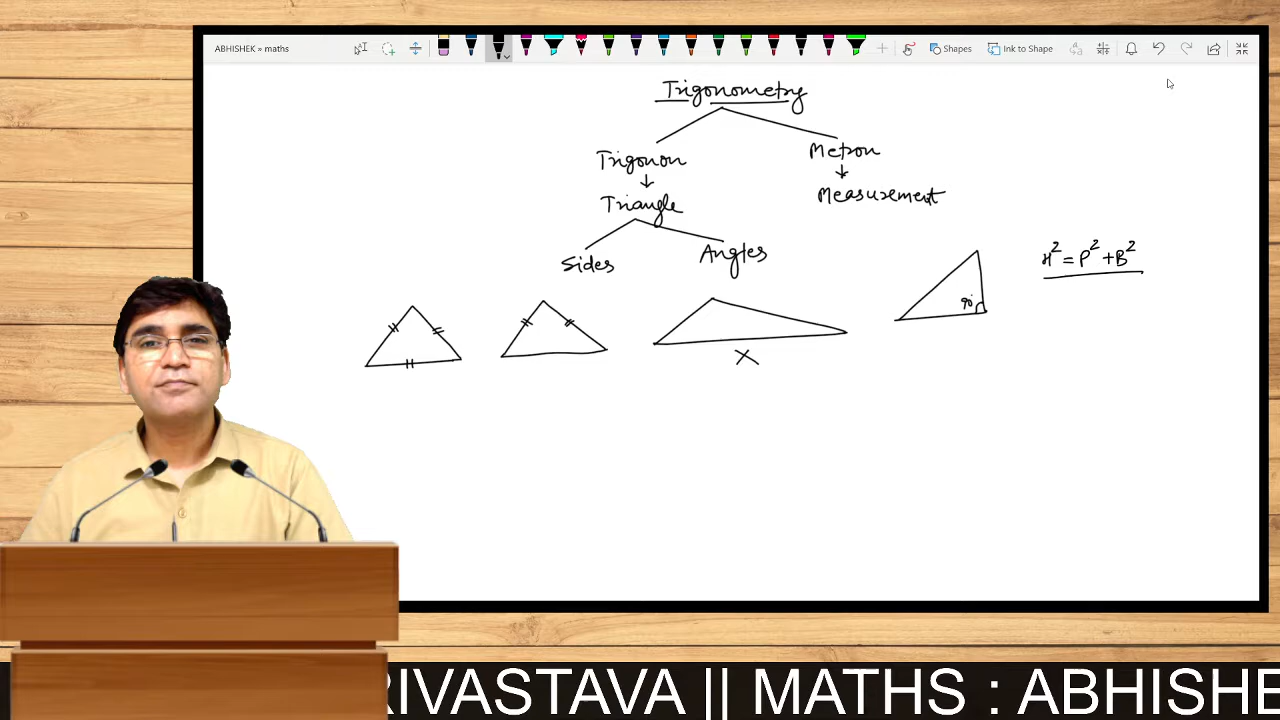 ABHISHEK » maths
Shapes
Ink to Shape
Trigonometry
Trigonon
Metron
Triangle
Measurement
Sides
Angles
H² = P² + B²
90°
X
RIVASTAVA || MATHS : ABHISHE